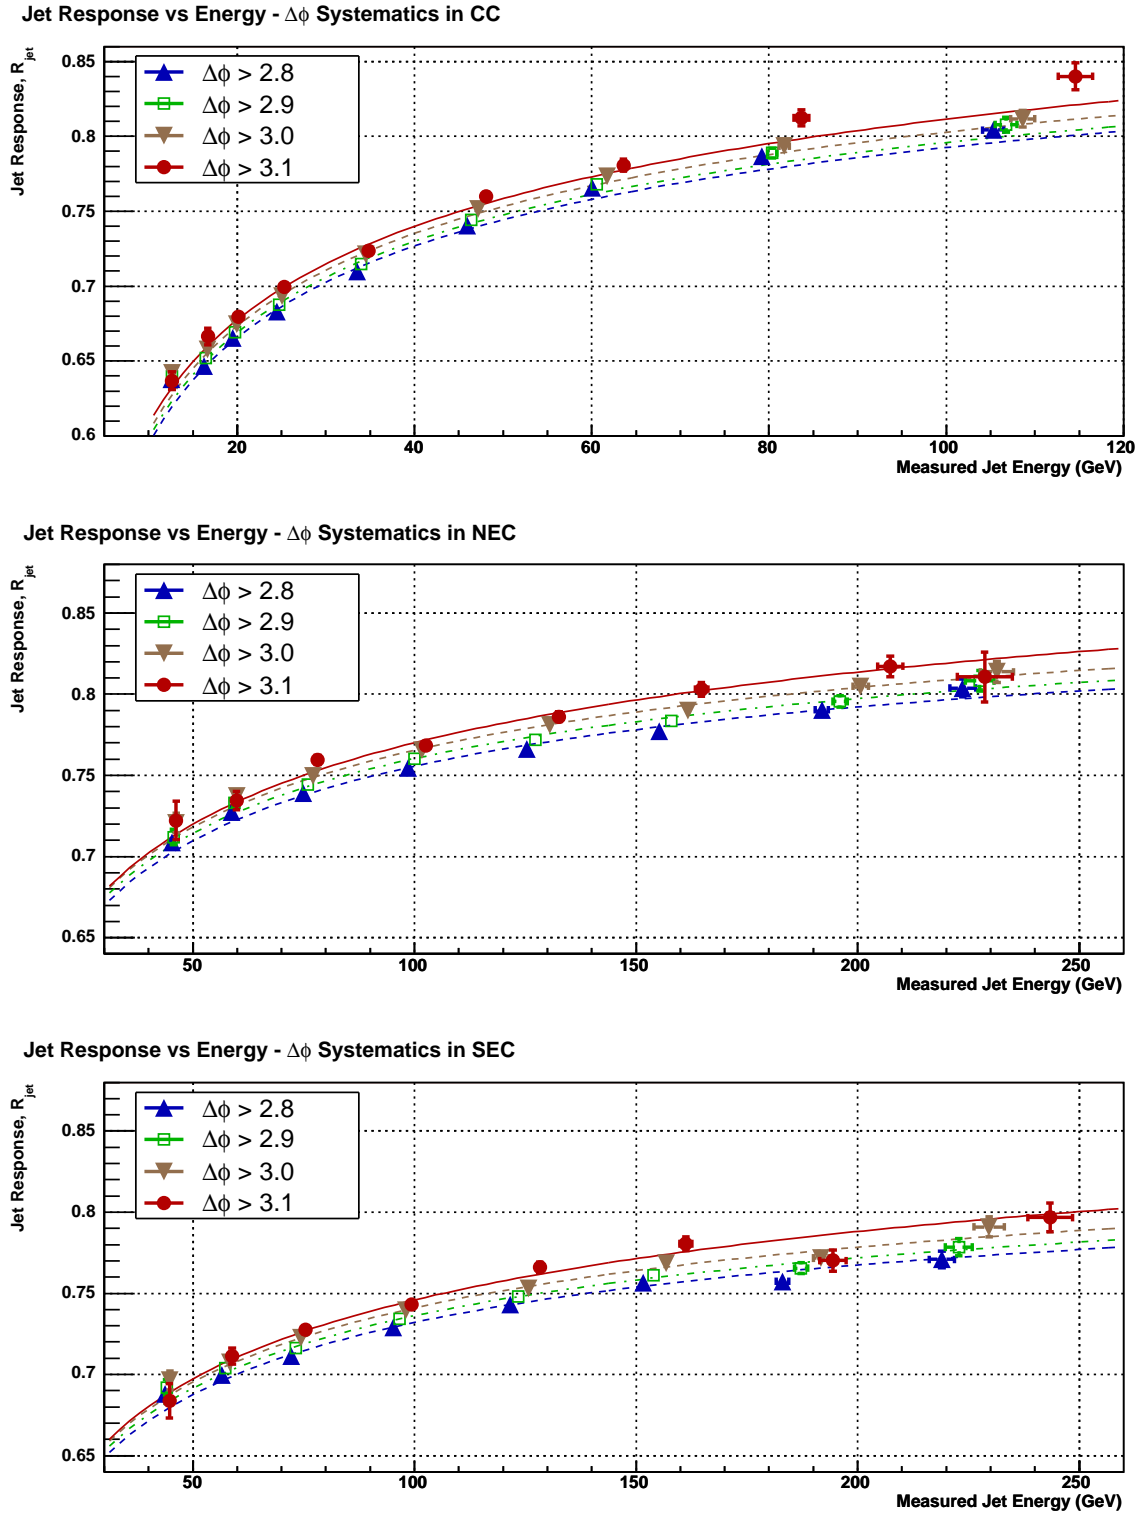 Jet Response vs Energy - Δϕ Systematics in CC
Jet Response, R_jet
0.85
0.8
0.75
0.7
0.65
0.6
Δϕ > 2.8
Δϕ > 2.9
Δϕ > 3.0
Δϕ > 3.1
20 40 60 80 100 120
Measured Jet Energy (GeV)
Jet Response vs Energy - Δϕ Systematics in NEC
Jet Response, R_jet
0.85
0.8
0.75
0.7
0.65
Δϕ > 2.8
Δϕ > 2.9
Δϕ > 3.0
Δϕ > 3.1
50 100 150 200 250
Measured Jet Energy (GeV)
Jet Response vs Energy - Δϕ Systematics in SEC
Jet Response, R_jet
0.85
0.8
0.75
0.7
0.65
Δϕ > 2.8
Δϕ > 2.9
Δϕ > 3.0
Δϕ > 3.1
50 100 150 200 250
Measured Jet Energy (GeV)